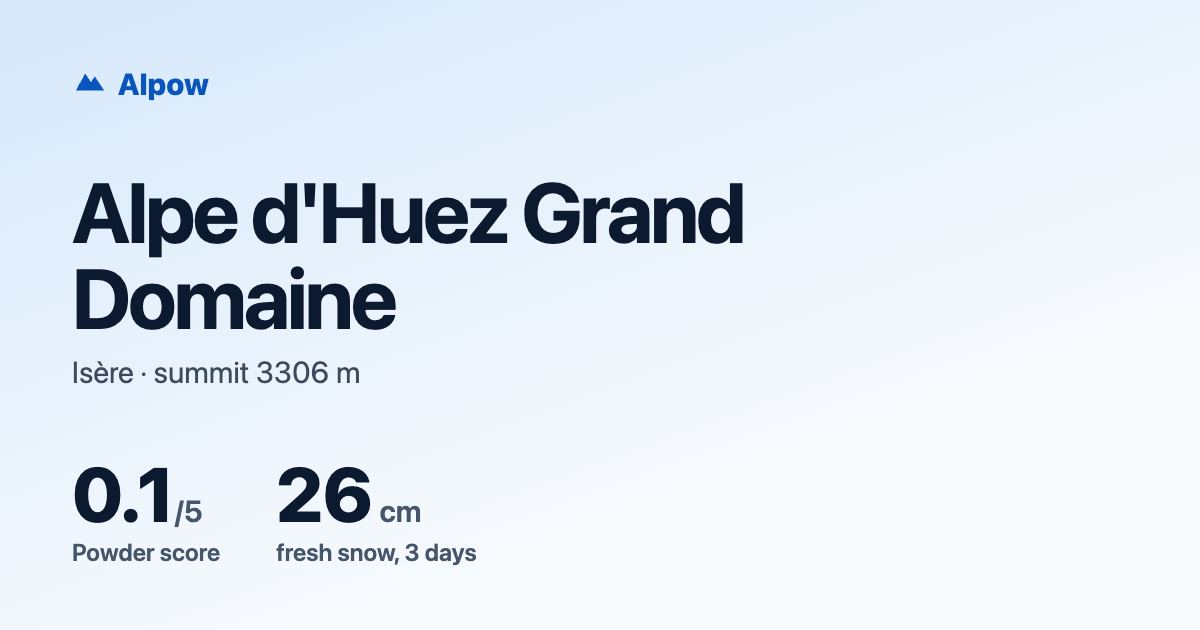 Alpow
Alpe d'Huez Grand
Domaine
Isère · summit 3306 m
0.1/5
26 cm
Powder score
fresh snow, 3 days